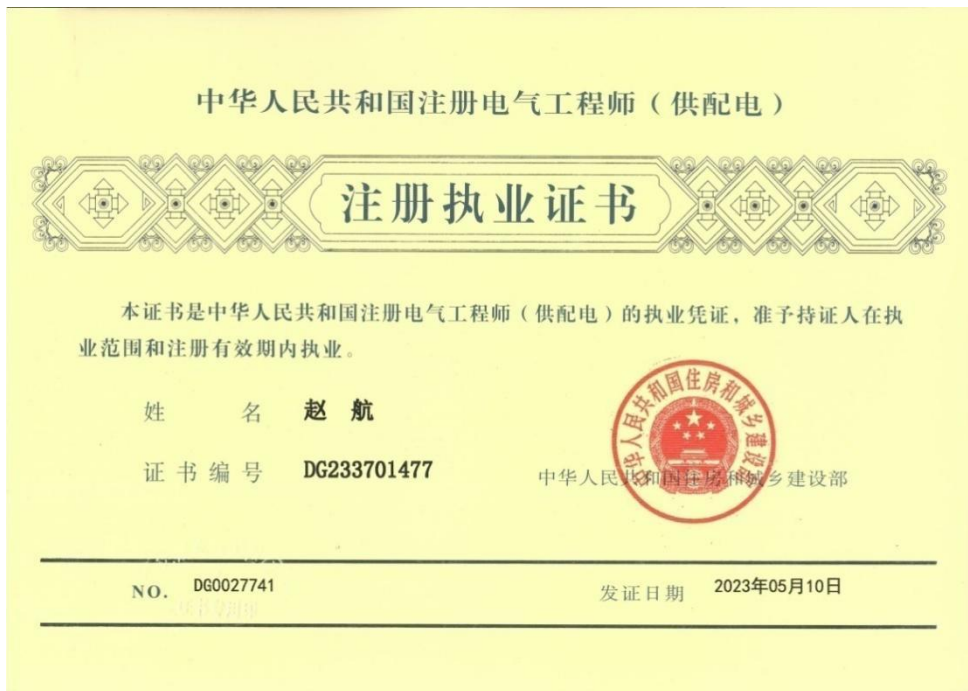 中华人民共和国注册电气工程师（供配电）
注册执业证书
本证书是中华人民共和国注册电气工程师（供配电）的执业凭证，准予持证人在执
业范围和注册有效期内执业。
姓 名 赵 航
证书编号 DG233701477
中华人民共和国住房和城乡建设部
中华人民共和国住房和城乡建设部
NO. DG0027741
发证日期 2023年05月10日